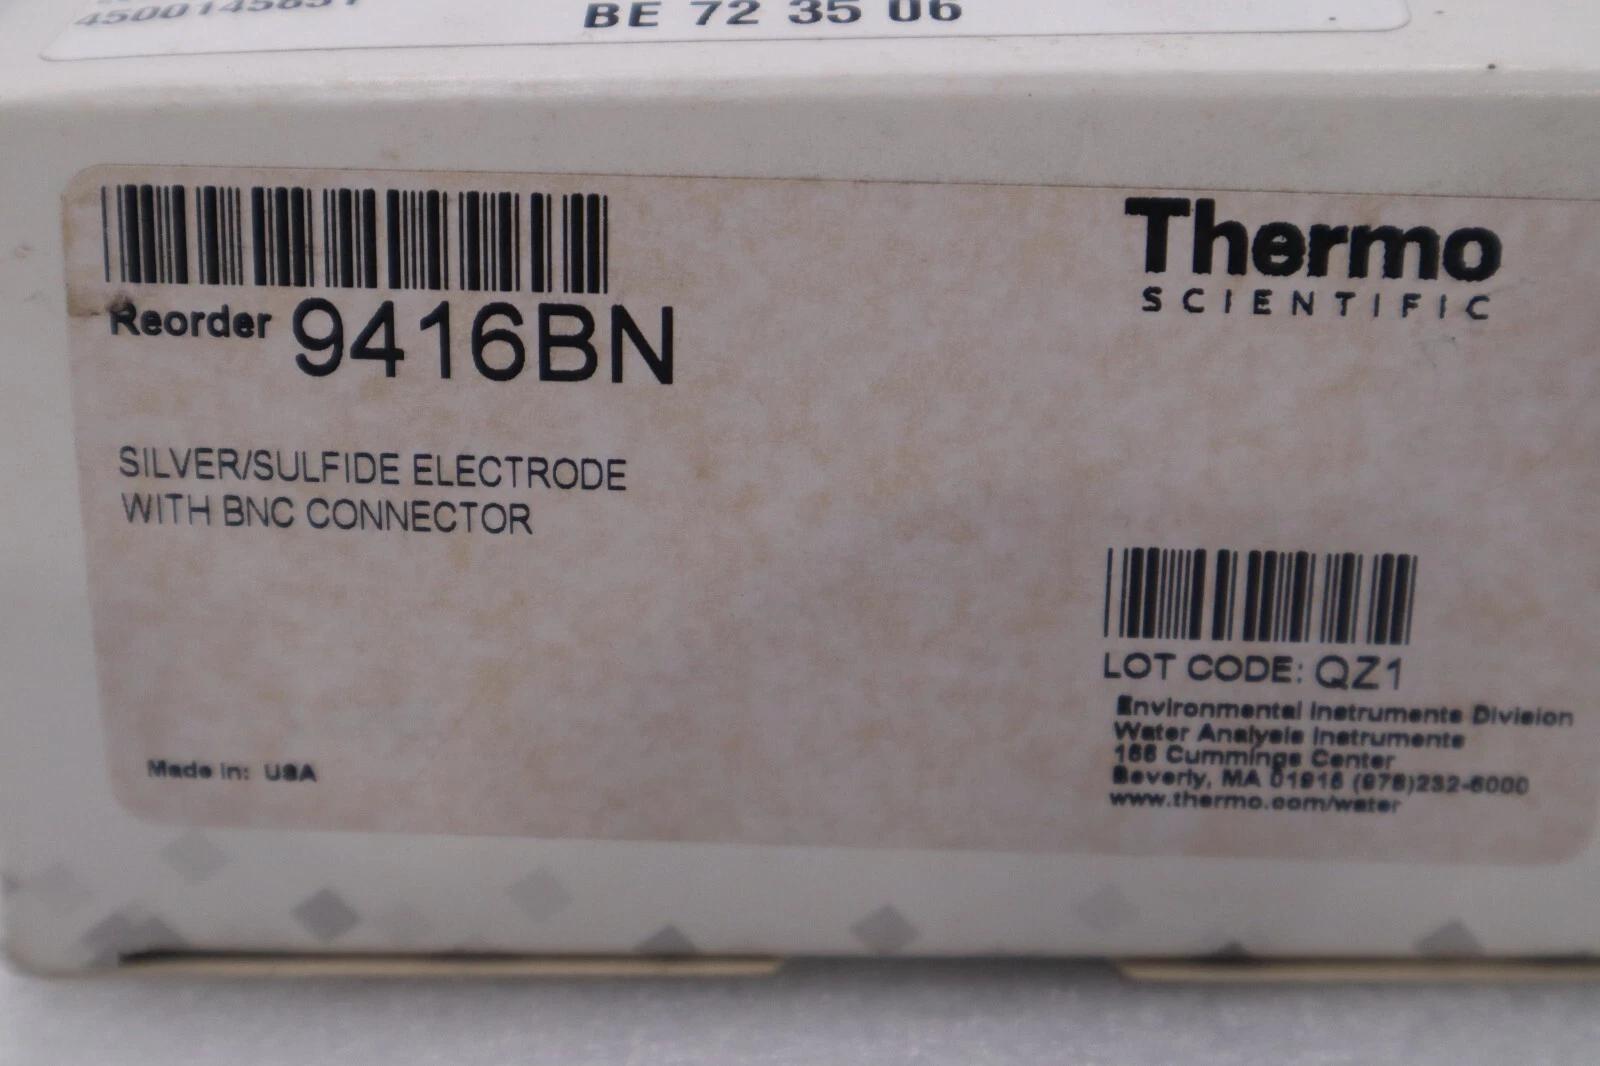 BE 72 35 06
Reorder 9416BN
Thermo
SCIENTIFIC
SILVER/SULFIDE ELECTRODE
WITH BNC CONNECTOR
LOT CODE: QZ1
Environmental Instruments Division
Water Analysis Instruments
166 Cummings Center
Beverly, MA 01915 (978)232-6000
www.thermo.com/water
Made in: USA